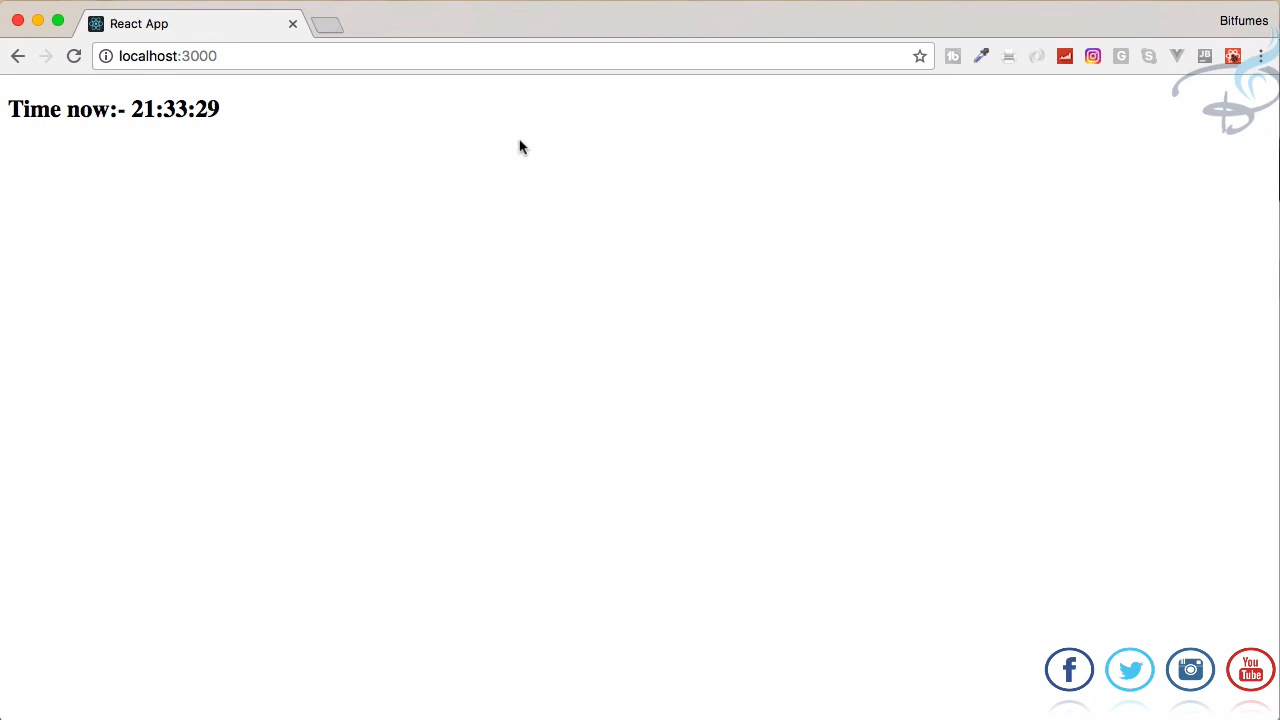 React App
Bitfumes
localhost:3000
Time now:- 21:33:29
You
Tube